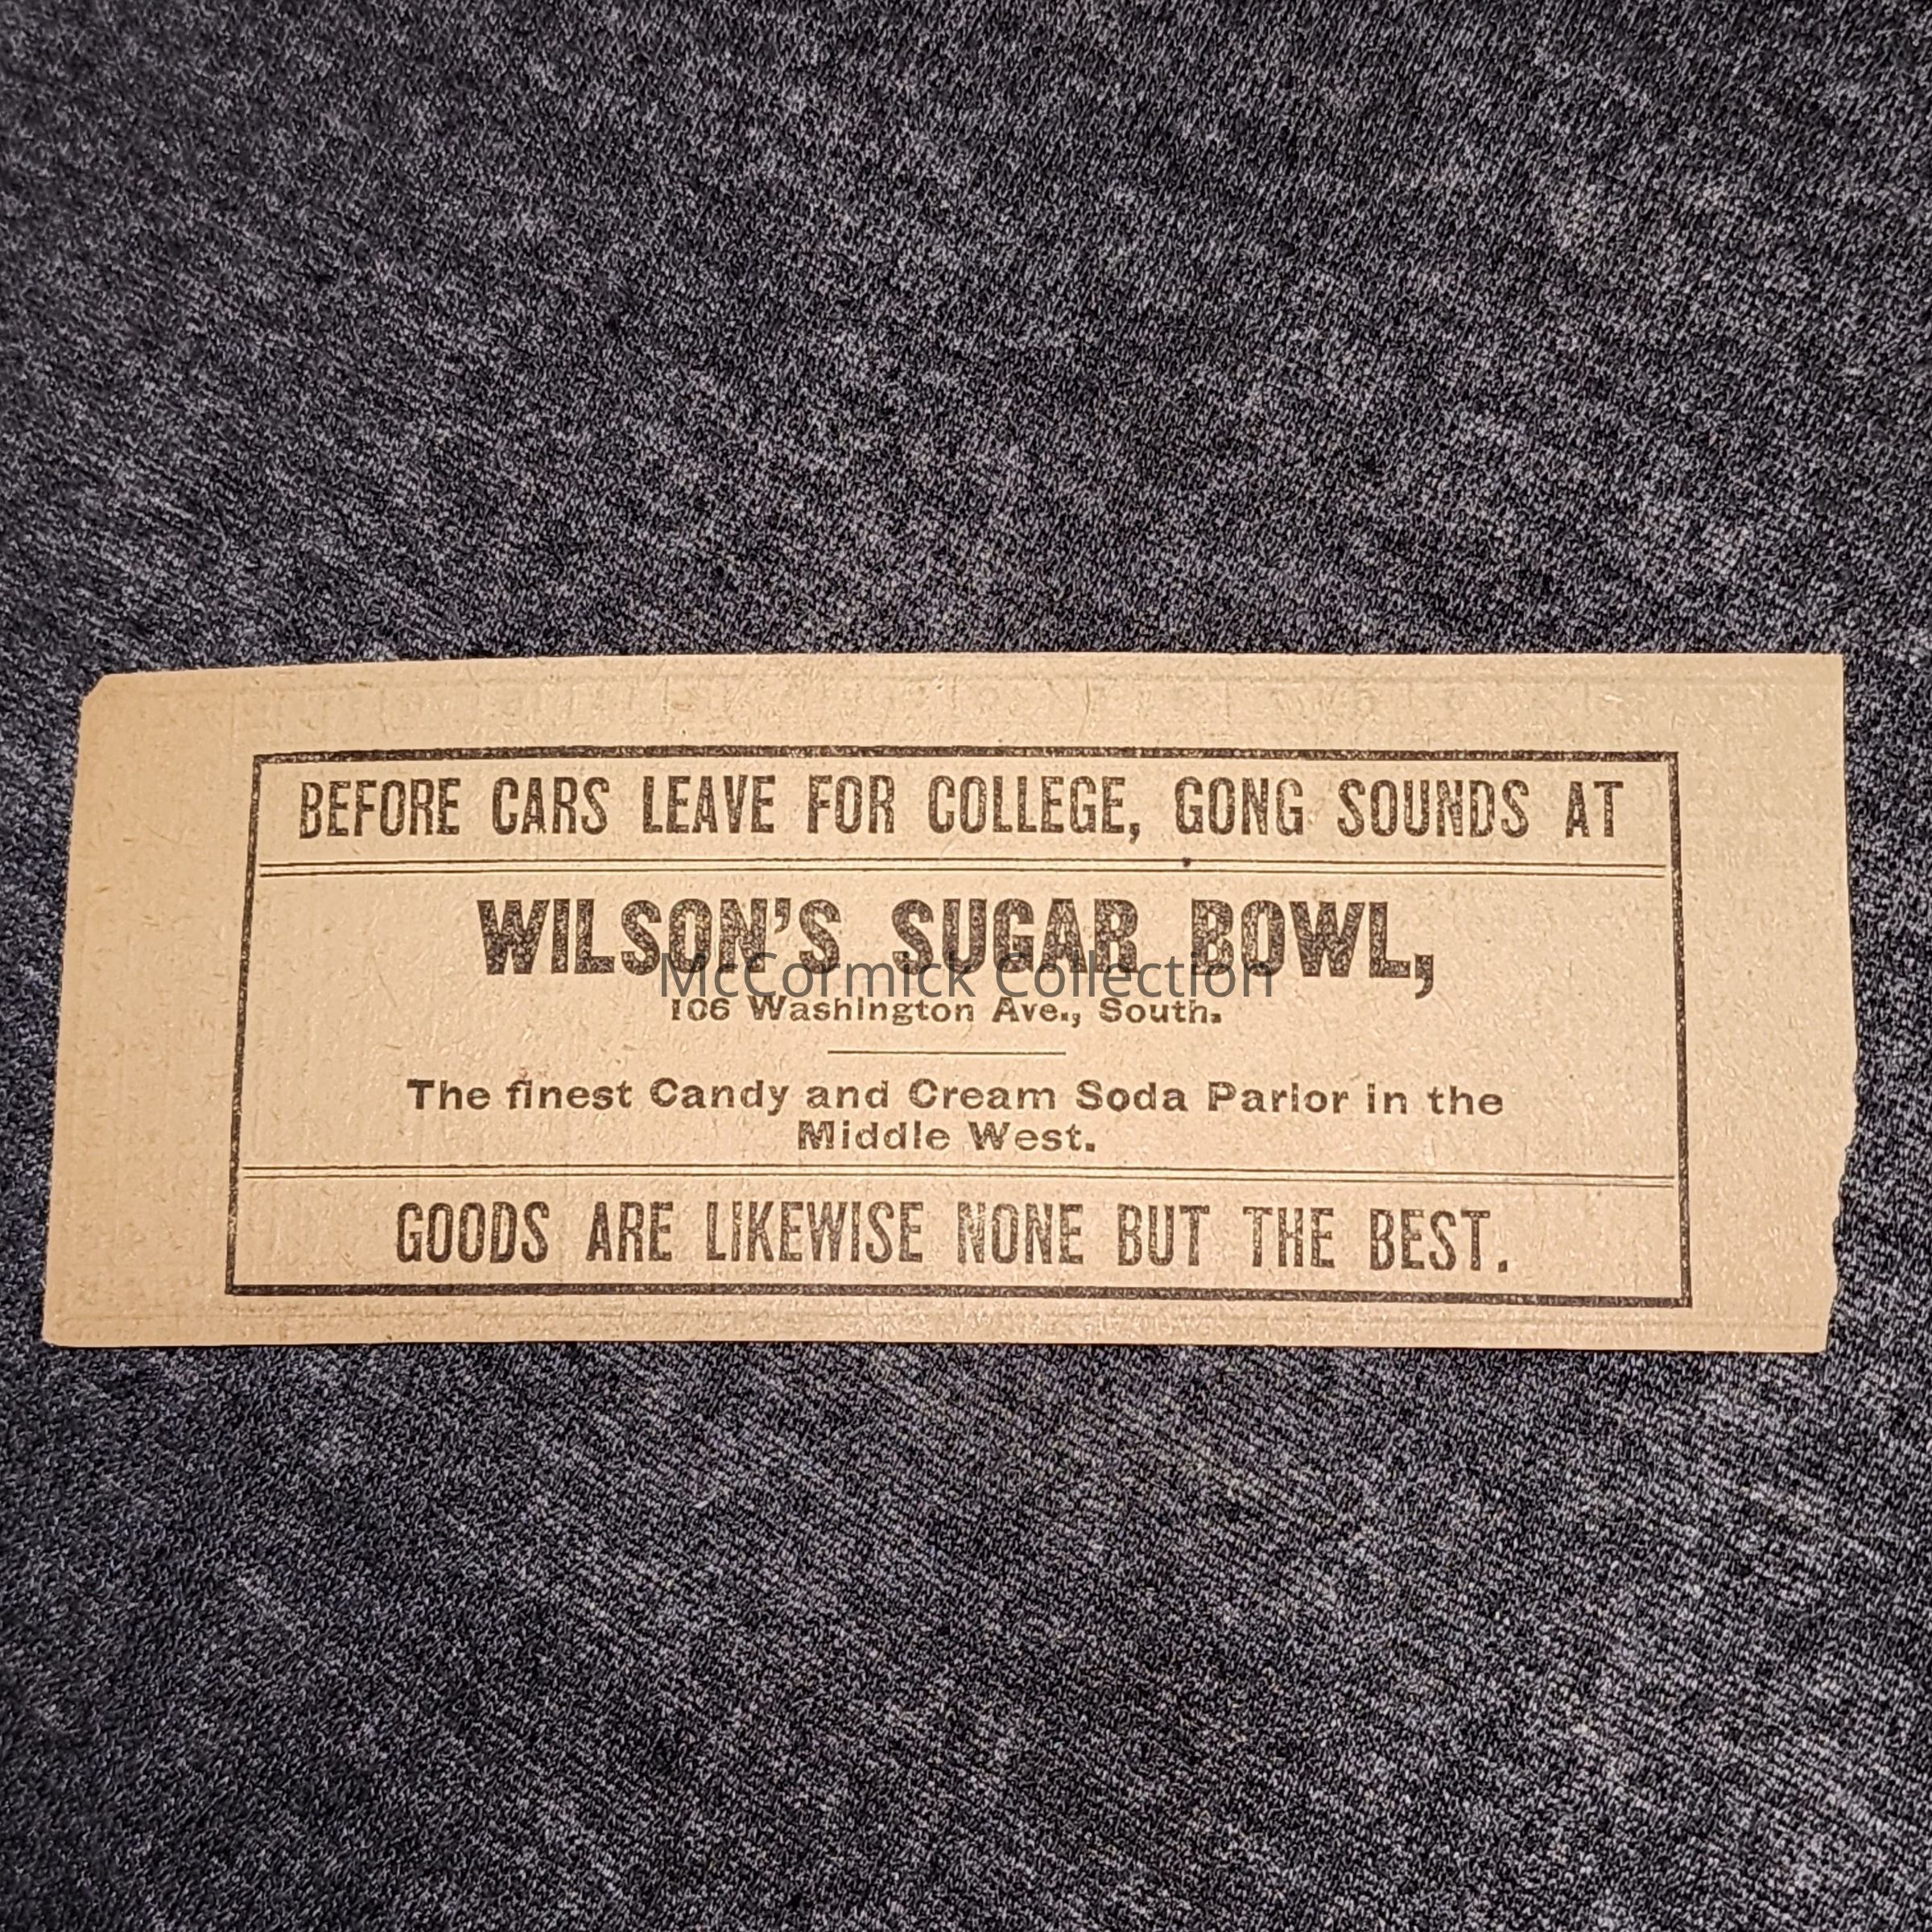 BEFORE CARS LEAVE FOR COLLEGE, GONG SOUNDS AT
WILSON'S SUGAR BOWL,
McCormick Collection
106 Washington Ave., South.
The finest Candy and Cream Soda Parlor in the
Middle West.
GOODS ARE LIKEWISE NONE BUT THE BEST.